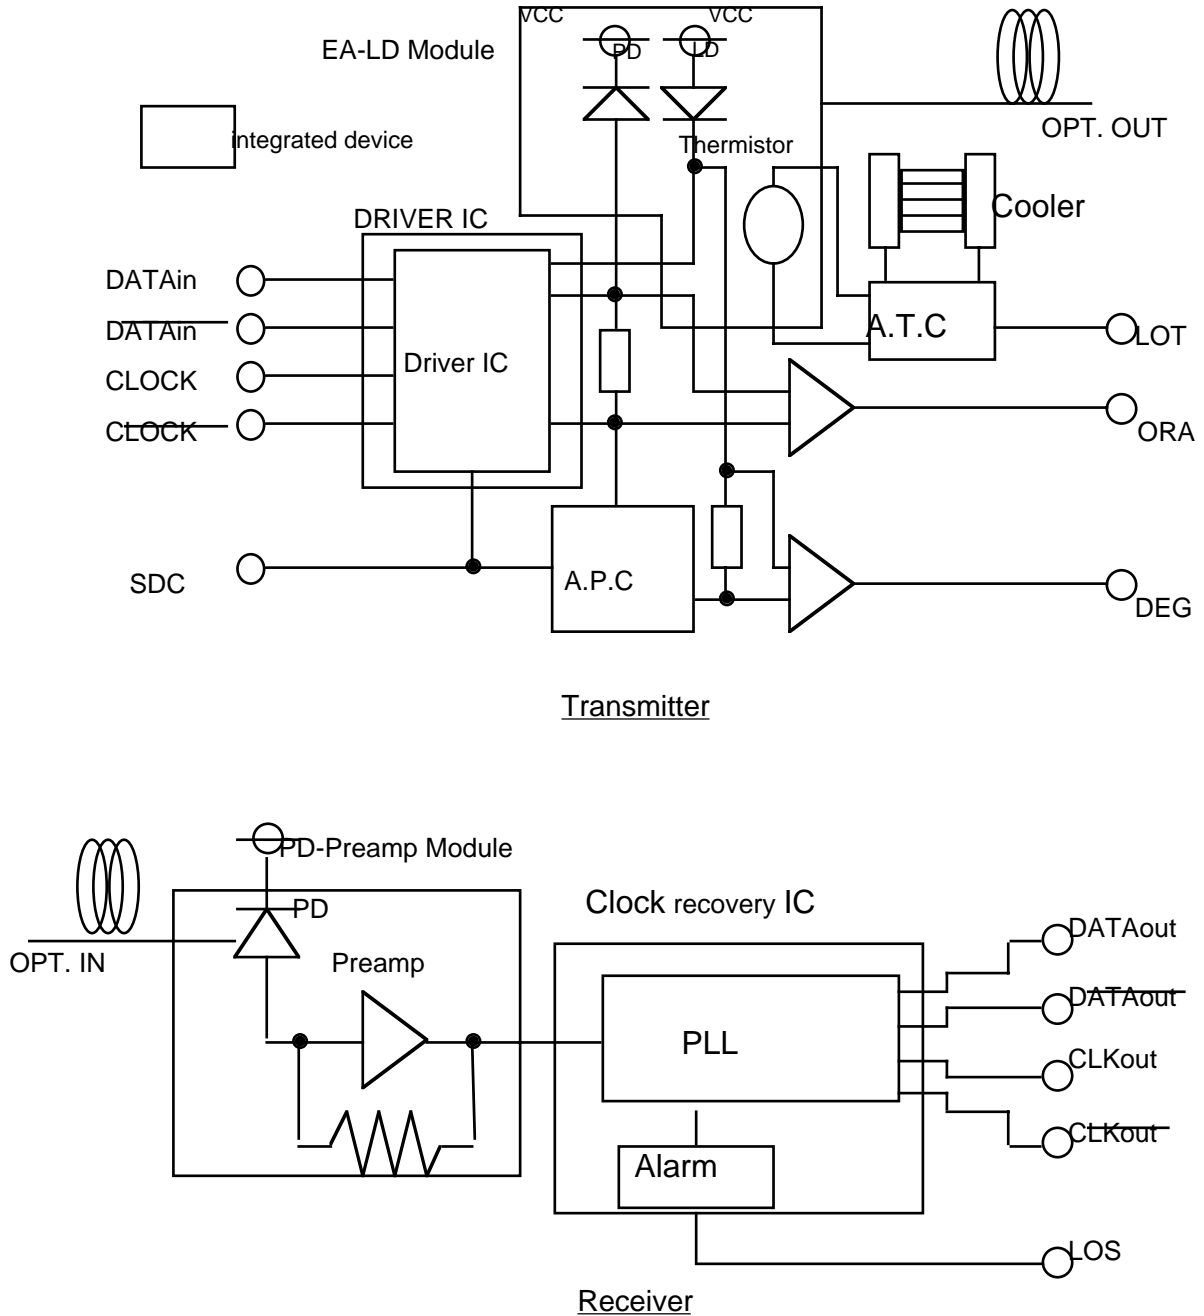 VCC
VCC
EA-LD Module
PD
LD
integrated device
OPT. OUT
Thermistor
Cooler
DRIVER IC
DATAin
DATAin
Driver IC
A.T.C
LOT
CLOCK
CLOCK
ORA
SDC
A.P.C
DEG
Transmitter
PD-Preamp Module
PD
Clock recovery IC
OPT. IN
Preamp
DATAout
DATAout
PLL
CLKout
CLKout
Alarm
LOS
Receiver